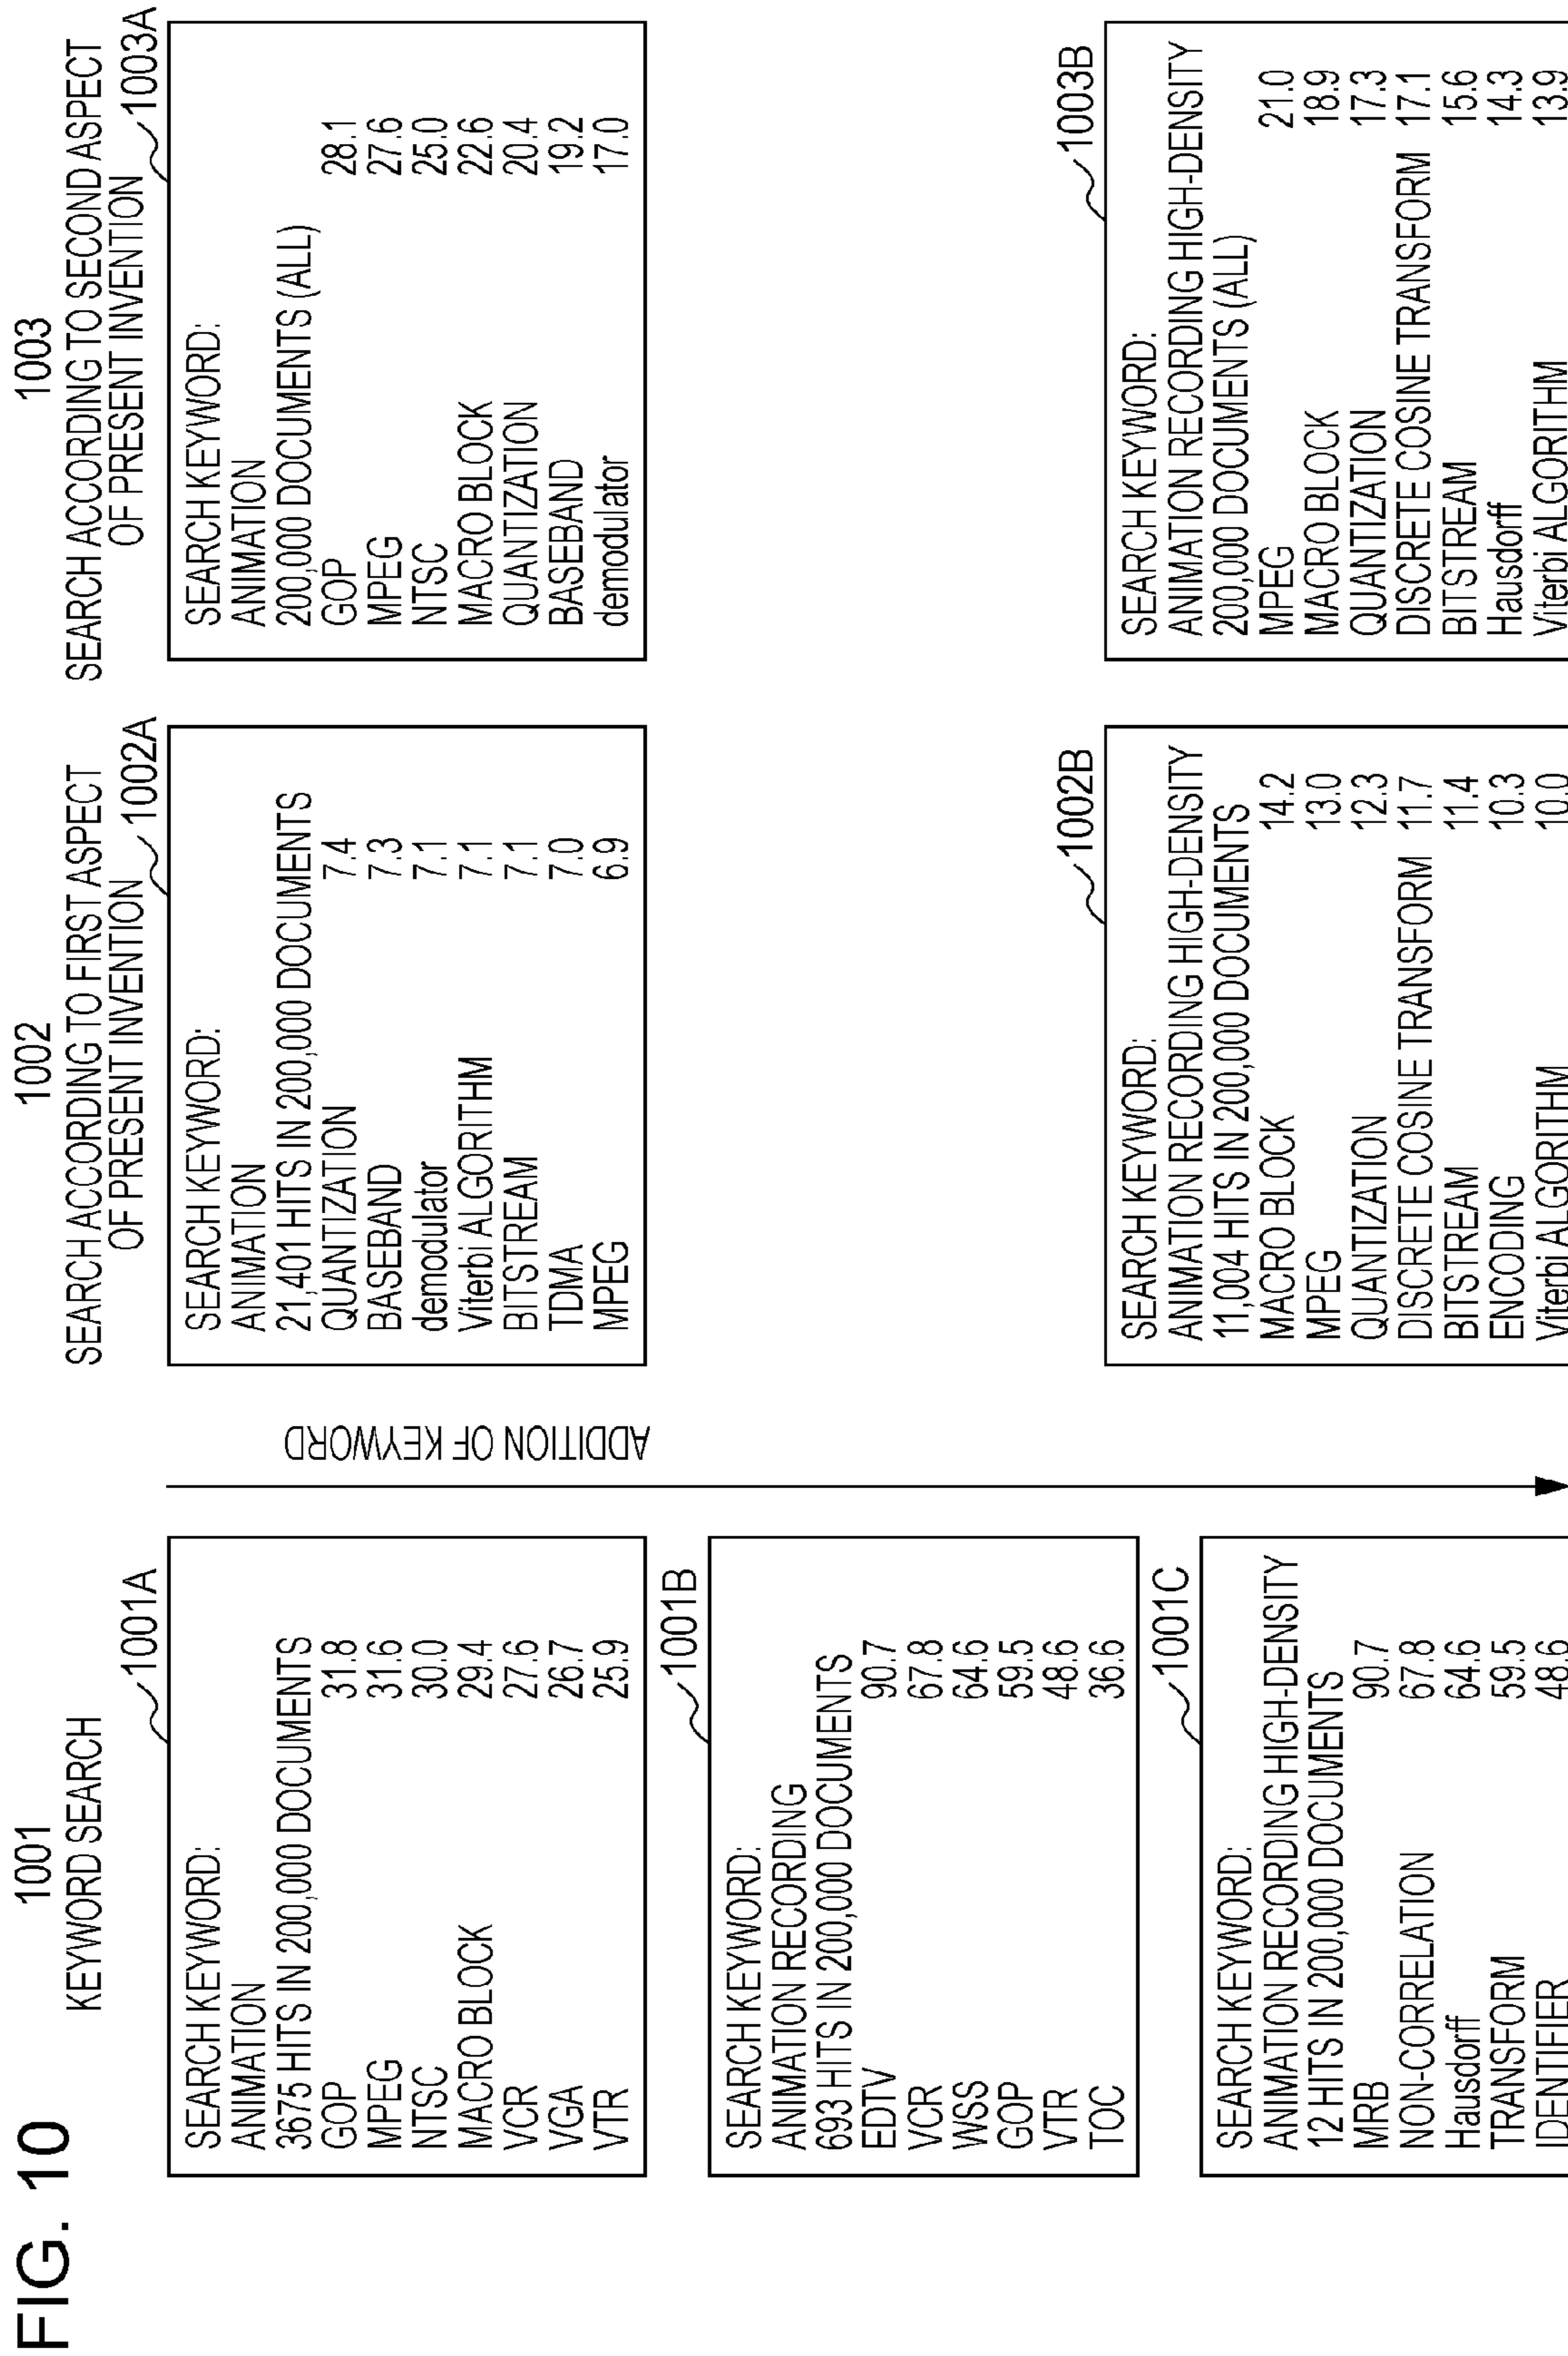 FIG. 10
1001
KEYWORD SEARCH
1001A
SEARCH KEYWORD:
ANIMATION
3675 HITS IN 200,000 DOCUMENTS
GOP 31.8
MPEG 31.6
NTSC 30.0
MACRO BLOCK 29.4
VCR 27.6
VGA 26.7
VTR 25.9
1001B
SEARCH KEYWORD:
ANIMATION RECORDING
693 HITS IN 200,000 DOCUMENTS
EDTV 90.7
VCR 67.8
WSS 64.6
GOP 59.5
VTR 48.6
TOC 36.6
1001C
SEARCH KEYWORD:
ANIMATION RECORDING HIGH-DENSITY
12 HITS IN 200,000 DOCUMENTS
MRB 90.7
NON-CORRELATION 67.8
Hausdorff 64.6
TRANSFORM 59.5
IDENTIFIER 48.6
ADDITION OF KEYWORD
1002
SEARCH ACCORDING TO FIRST ASPECT
OF PRESENT INVENTION
1002A
SEARCH KEYWORD:
ANIMATION
21,401 HITS IN 200,000 DOCUMENTS
QUANTIZATION 7.4
BASEBAND 7.3
demodulator 7.1
Viterbi ALGORITHM 7.1
BITSTREAM 7.1
TDMA 7.0
MPEG 6.9
1002B
SEARCH KEYWORD:
ANIMATION RECORDING HIGH-DENSITY
11,004 HITS IN 200,000 DOCUMENTS
MACRO BLOCK 14.2
MPEG 13.0
QUANTIZATION 12.3
DISCRETE COSINE TRANSFORM 11.7
BITSTREAM 11.4
ENCODING 10.3
Viterbi ALGORITHM 10.0
1003
SEARCH ACCORDING TO SECOND ASPECT
OF PRESENT INVENTION
1003A
SEARCH KEYWORD:
ANIMATION
200,000 DOCUMENTS (ALL)
GOP 28.1
MPEG 27.6
NTSC 25.0
MACRO BLOCK 22.6
QUANTIZATION 20.4
BASEBAND 19.2
demodulator 17.0
1003B
SEARCH KEYWORD:
ANIMATION RECORDING HIGH-DENSITY
200,000 DOCUMENTS (ALL)
MPEG 21.0
MACRO BLOCK 18.9
QUANTIZATION 17.3
DISCRETE COSINE TRANSFORM 17.1
BITSTREAM 15.6
Hausdorff 14.3
Viterbi ALGORITHM 13.9